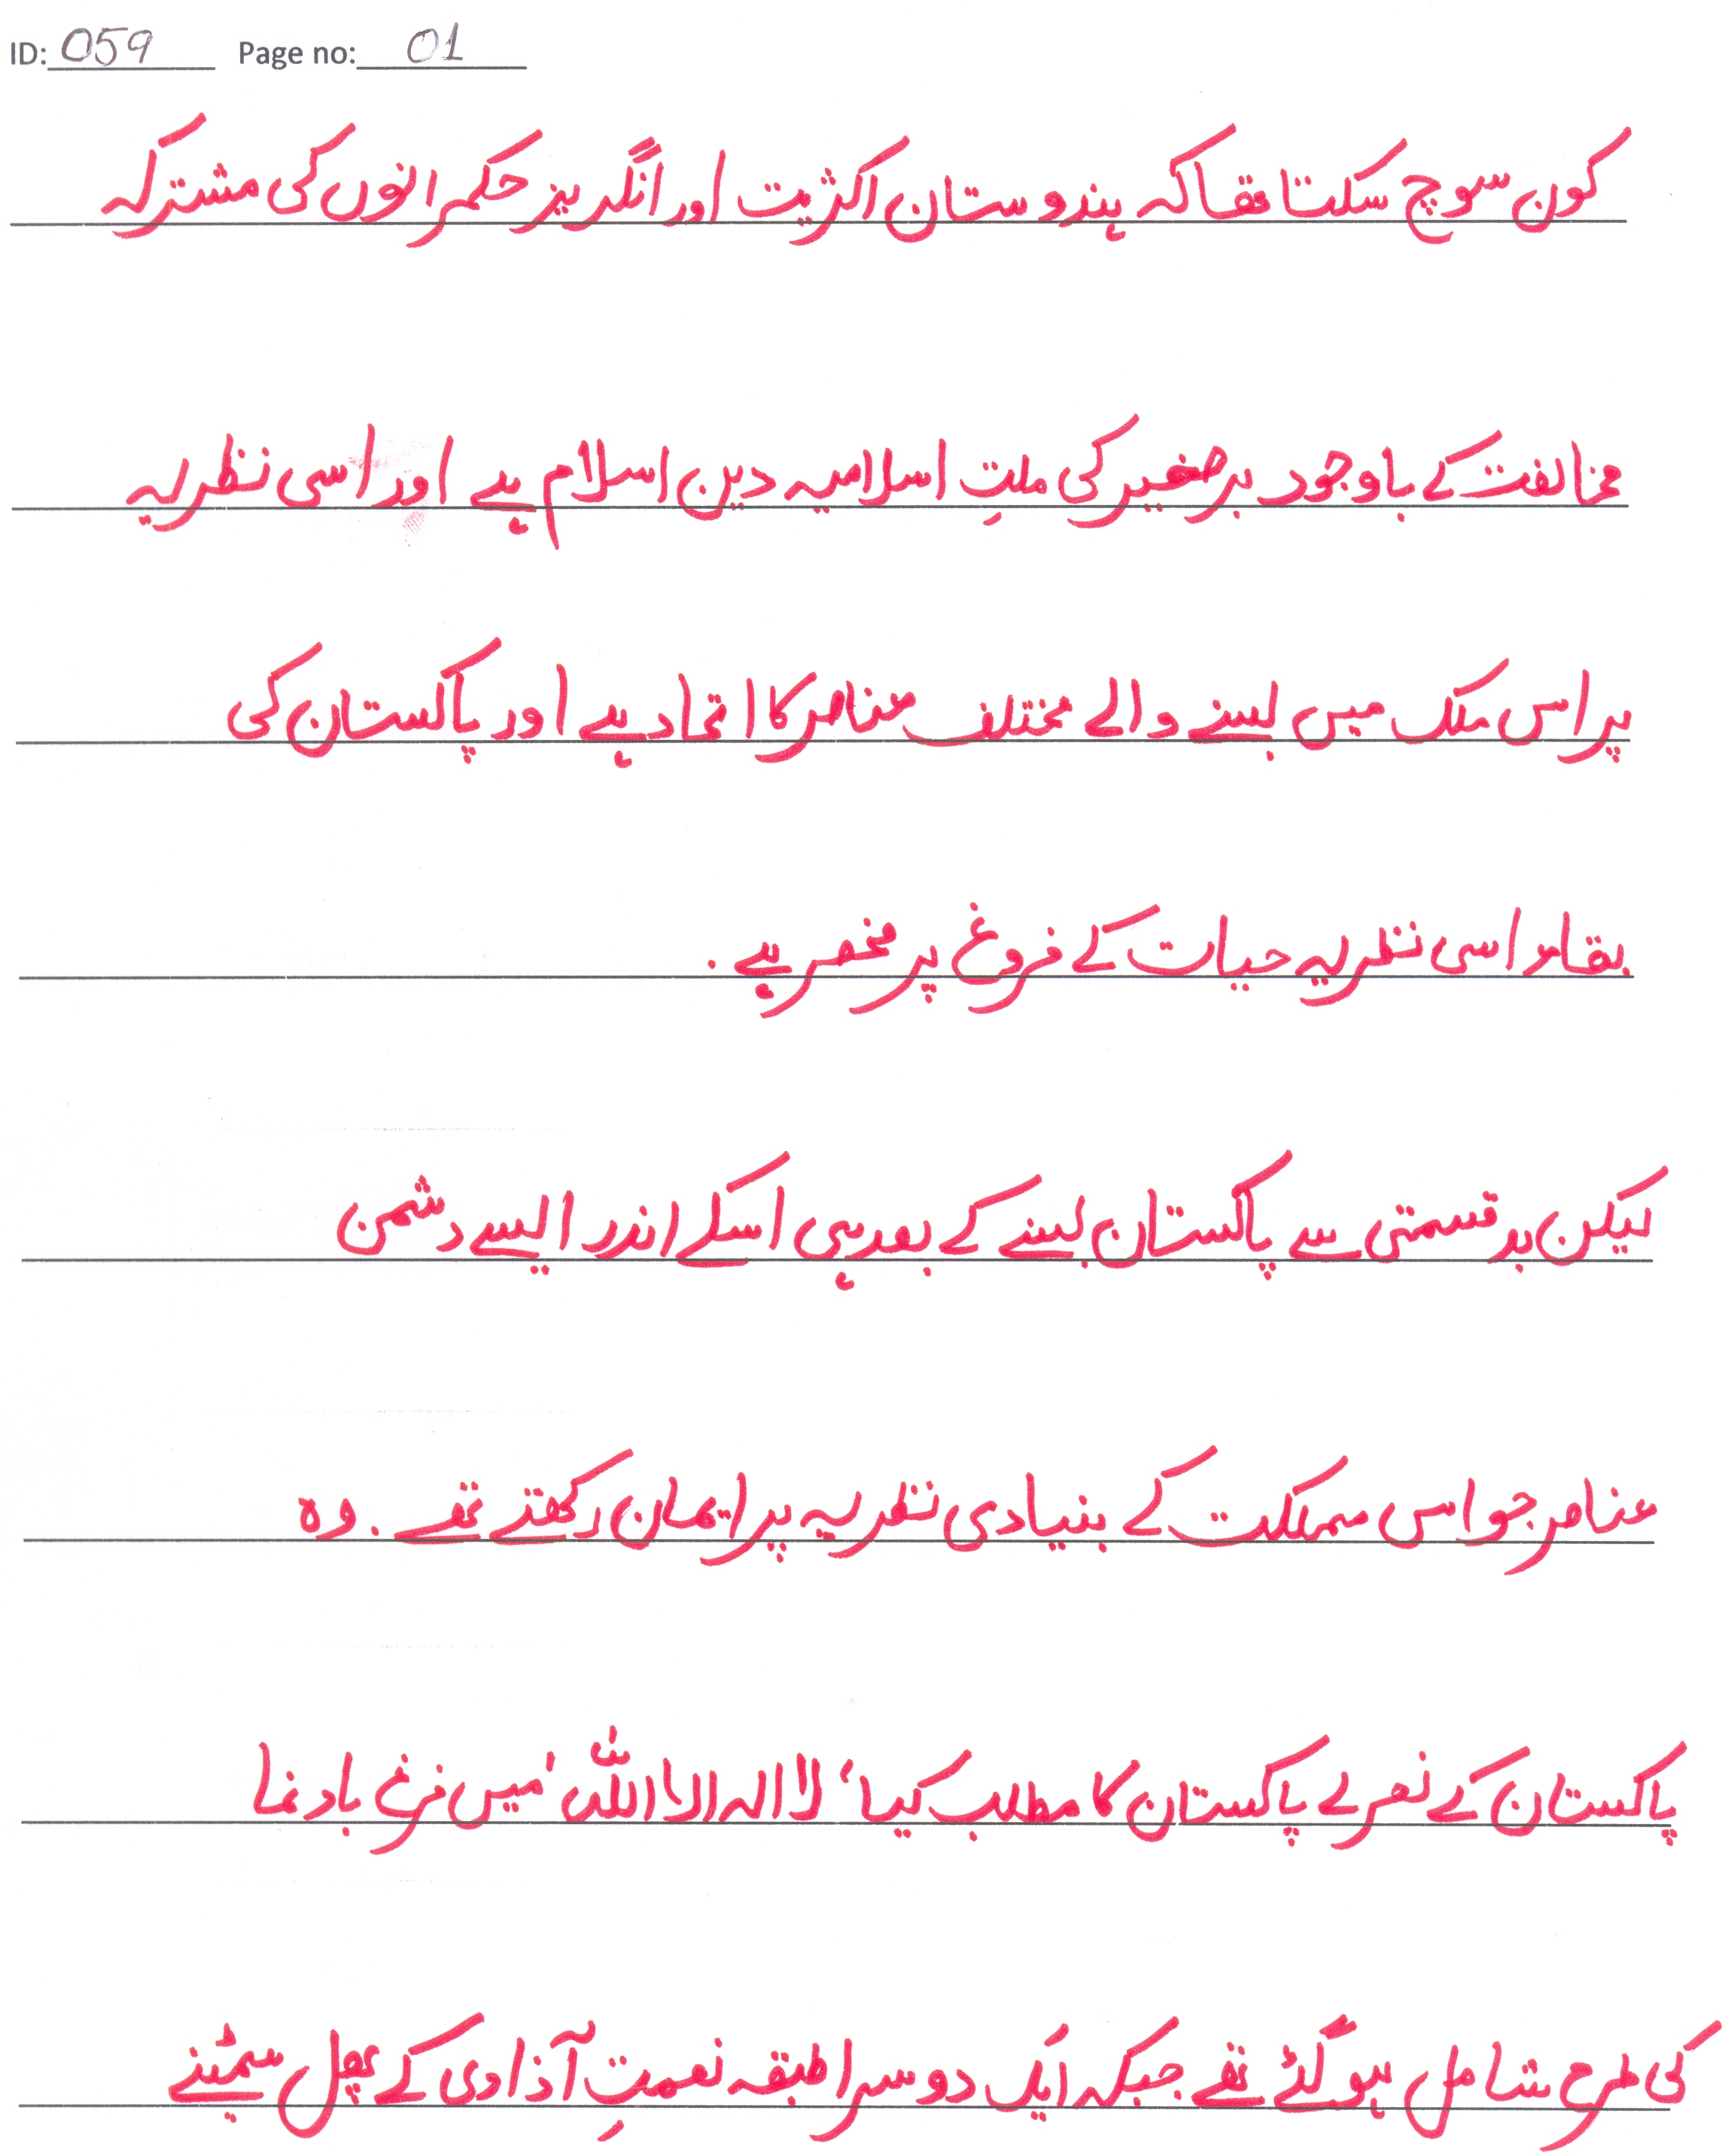 ID: 059 Page no: 01
کون سوچ سکتا تھا کہ ہندوستان اکثریت اور انگریز حکمرانوں کی مشترکہ
مخالفت کے باوجود برصغیر کی ملتِ اسلامیہ دین اسلام ہے اور اسی نظریہ
پر اس ملک میں بسنے والے مختلف عناصر کا اتحاد ہے اور پاکستان کی
بقاء اسی نظریہ حیات کے فروغ پر منحصر ہے۔
لیکن بدقسمتی سے پاکستان بسنے کے بعد ہی اسکے اندر ایسے دشمن
عناصر جو اس مملکت کے بنیادی نظریہ پر ایمان رکھتے تھے۔ وہ
پاکستان کے نعرے پاکستان کا مطلب کیا ' لا الہ الا اللہ ' میں فریب بادنما
کی طرح شامل ہو گئے تھے جبکہ ایک دوسرا طبقہ نعمتِ آذادی کے پھل سمٹنے